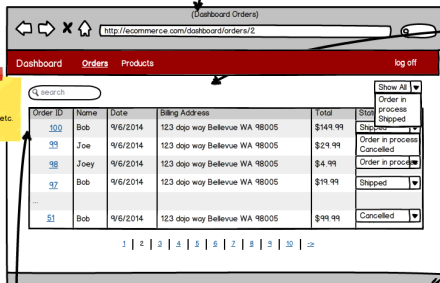 (Dashboard Orders)
http://ecommerce.com/dashboard/orders/2
Dashboard Orders Products log off
search
Show All
Order in
process
Shipped
etc.
Order ID Name Date Billing Address Total
100 Bob 9/6/2014 123 dojo way Bellevue WA 98005 $149.99 Shipped
99 Joe 9/6/2014 123 dojo way Bellevue WA 98005 $29.99 Order in process
Cancelled
98 Joey 9/6/2014 123 dojo way Bellevue WA 98005 $4.99 Order in process
97 Bob 9/6/2014 123 dojo way Bellevue WA 98005 $19.99 Shipped
...
51 Bob 9/6/2014 123 dojo way Bellevue WA 98005 $99.99 Cancelled
1 | 2 | 3 | 4 | 5 | 6 | 7 | 8 | 9 | 10 | ->